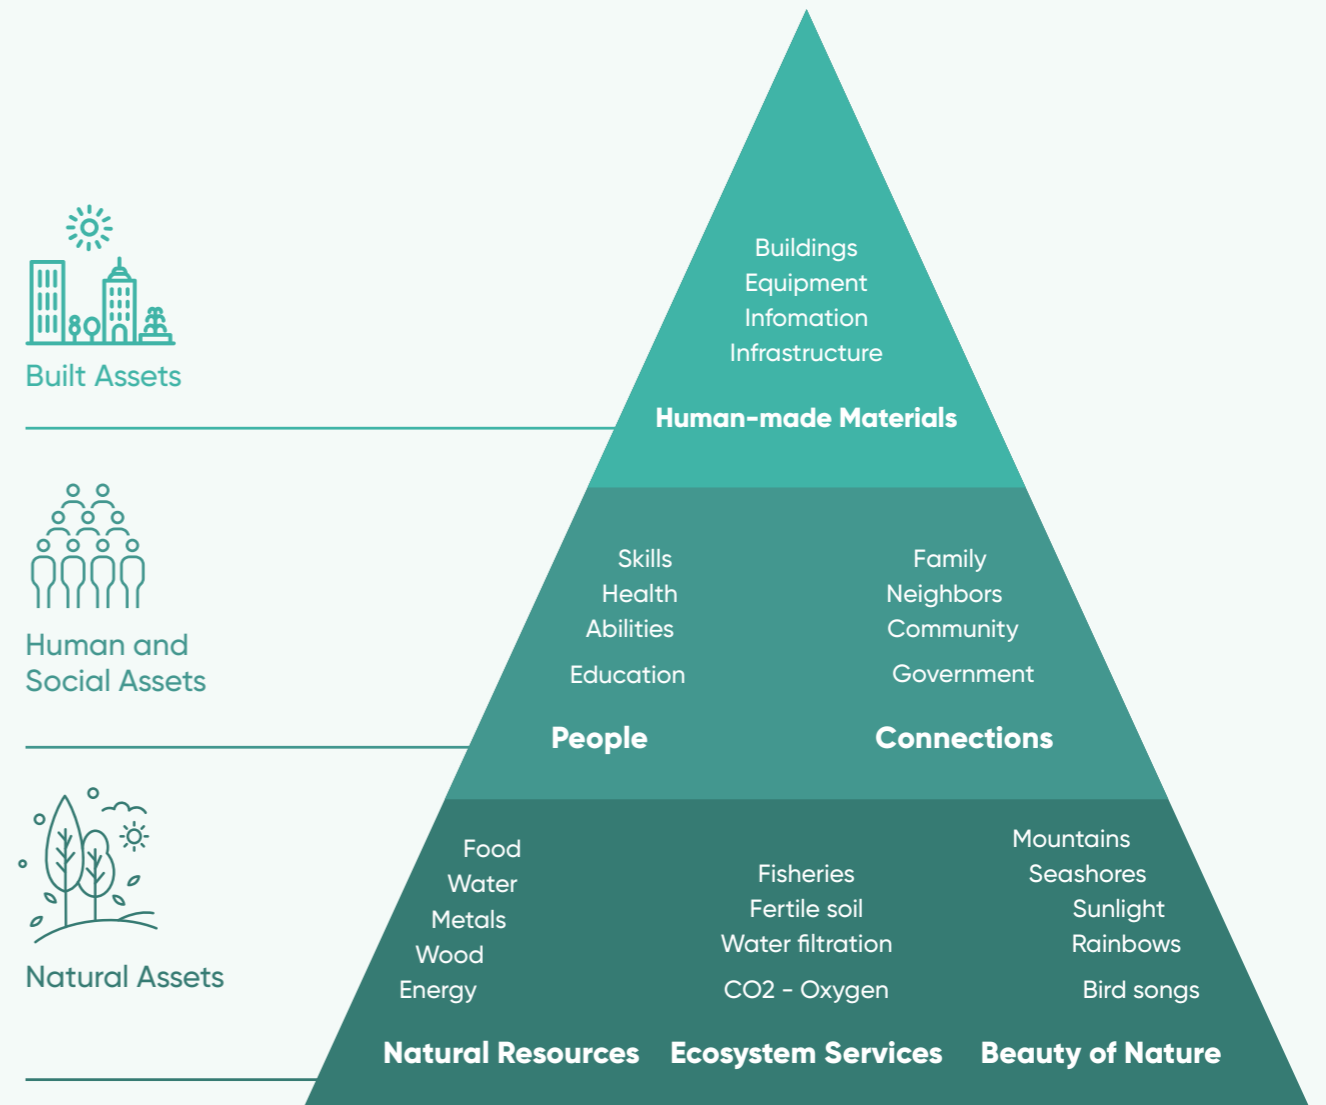 Built Assets
Buildings
Equipment
Infomation
Infrastructure
Human-made Materials
Human and
Social Assets
Skills
Health
Abilities
Education
People
Family
Neighbors
Community
Government
Connections
Natural Assets
Food
Water
Metals
Wood
Energy
Natural Resources
Fisheries
Fertile soil
Water filtration
CO2 - Oxygen
Ecosystem Services
Mountains
Seashores
Sunlight
Rainbows
Bird songs
Beauty of Nature